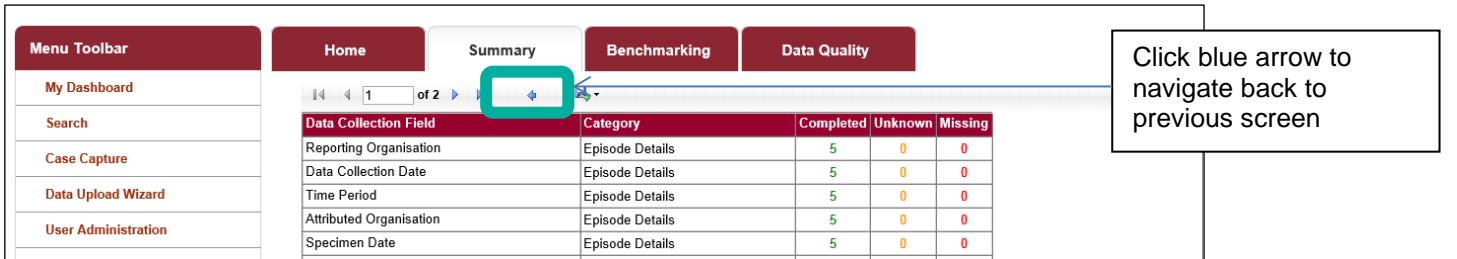 Menu Toolbar
My Dashboard
Search
Case Capture
Data Upload Wizard
User Administration
Home Summary Benchmarking Data Quality
1 of 2
Data Collection Field Category Completed Unknown Missing
Reporting Organisation Episode Details 5 0 0
Data Collection Date Episode Details 5 0 0
Time Period Episode Details 5 0 0
Attributed Organisation Episode Details 5 0 0
Specimen Date Episode Details 5 0 0
Click blue arrow to
navigate back to
previous screen